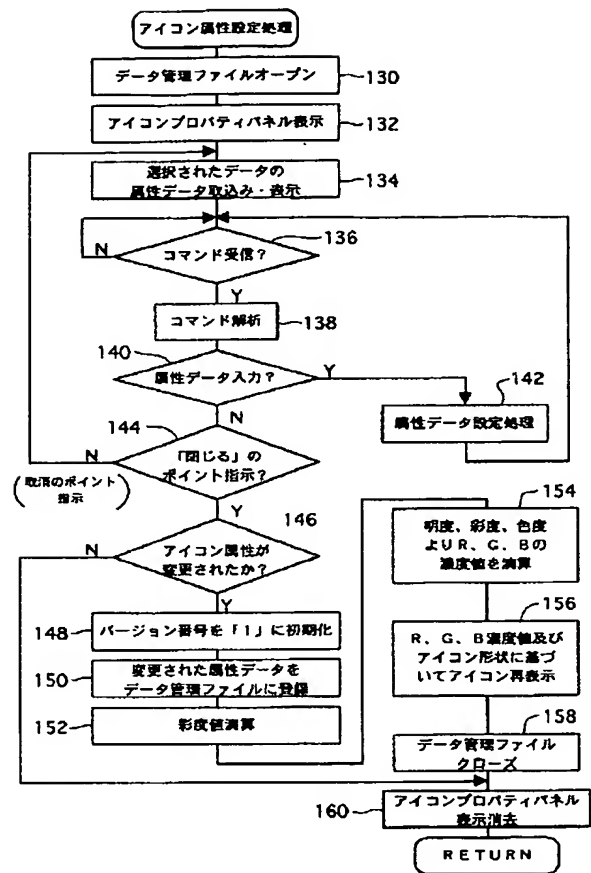 アイコン属性設定処理
データ管理ファイルオープン
130
アイコンプロパティパネル表示
132
選択されたデータの
属性データ取込み・表示
134
136
コマンド受信?
N
Y
コマンド解析
138
140
属性データ入力?
Y
N
142
属性データ設定処理
144
「閉じる」の
ポイント指示?
N
(取消のポイント
指示)
Y
146
アイコン属性が
変更されたか?
N
Y
148
バージョン番号を「1」に初期化
150
変更された属性データを
データ管理ファイルに登録
152
彩度値演算
154
明度、彩度、色度
よりR、G、Bの
濃度値を演算
156
R、G、B濃度値及び
アイコン形状に基づ
いてアイコン再表示
158
データ管理ファイル
クローズ
160
アイコンプロパティパネル
表示消去
RETURN